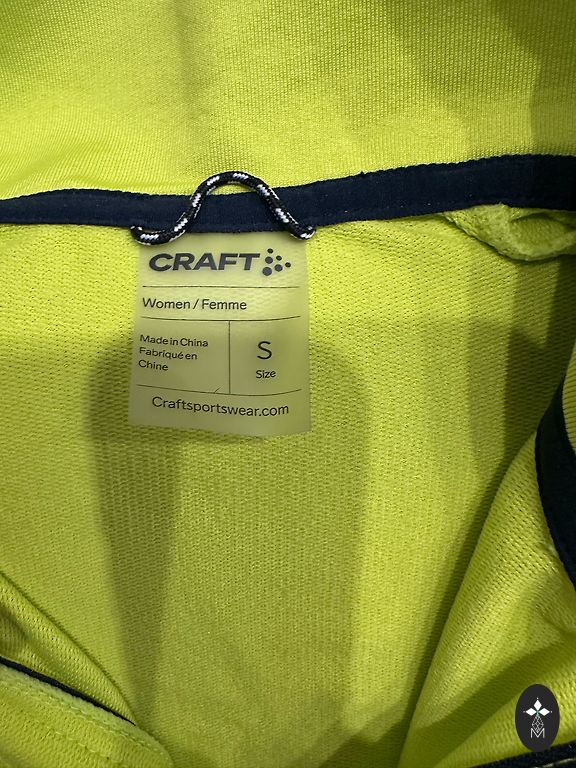 CRAFT
Women / Femme
Made in China
Fabriqué en
Chine
S
Size
Craftsportswear.com
M